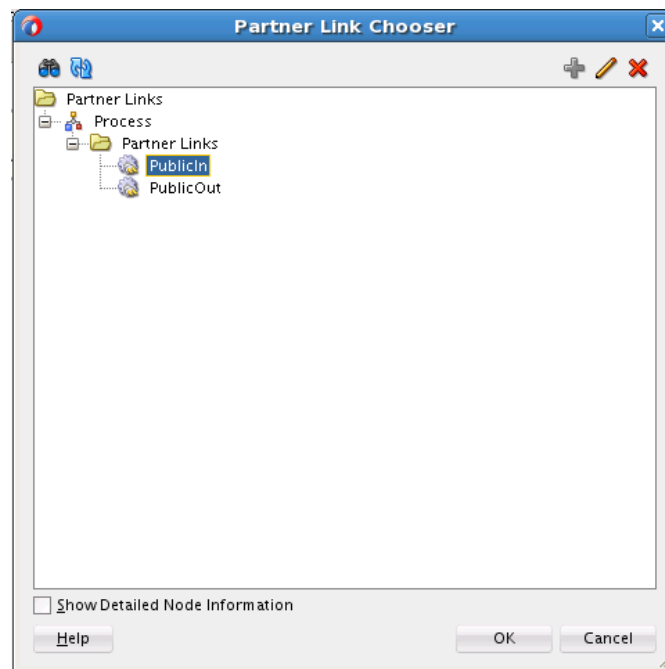 Partner Link Chooser
Partner Links
Process
Partner Links
PublicIn
PublicOut
Show Detailed Node Information
Help OK Cancel